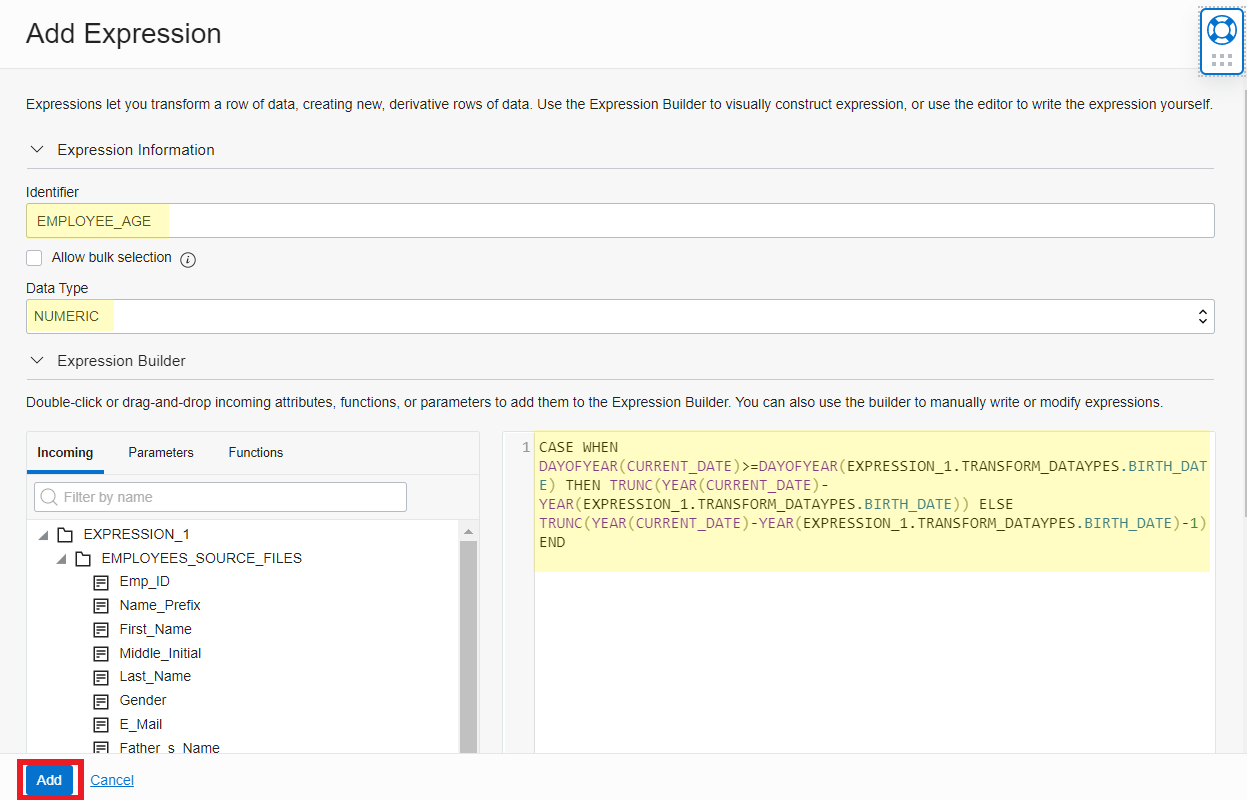 Add Expression
Expressions let you transform a row of data, creating new, derivative rows of data. Use the Expression Builder to visually construct expression, or use the editor to write the expression yourself.
Expression Information
Identifier
EMPLOYEE_AGE
Allow bulk selection
Data Type
NUMERIC
Expression Builder
Double-click or drag-and-drop incoming attributes, functions, or parameters to add them to the Expression Builder. You can also use the builder to manually write or modify expressions.
Incoming Parameters Functions
Filter by name
EXPRESSION_1
EMPLOYEES_SOURCE_FILES
Emp_ID
Name_Prefix
First_Name
Middle_Initial
Last_Name
Gender
E_Mail
Father_s_Name
1 CASE WHEN
DAYOFYEAR(CURRENT_DATE)>=DAYOFYEAR(EXPRESSION_1.TRANSFORM_DATAYPES.BIRTH_DAT
E) THEN TRUNC(YEAR(CURRENT_DATE)-
YEAR(EXPRESSION_1.TRANSFORM_DATAYPES.BIRTH_DATE)) ELSE
TRUNC(YEAR(CURRENT_DATE)-YEAR(EXPRESSION_1.TRANSFORM_DATAYPES.BIRTH_DATE)-1)
END
Add Cancel